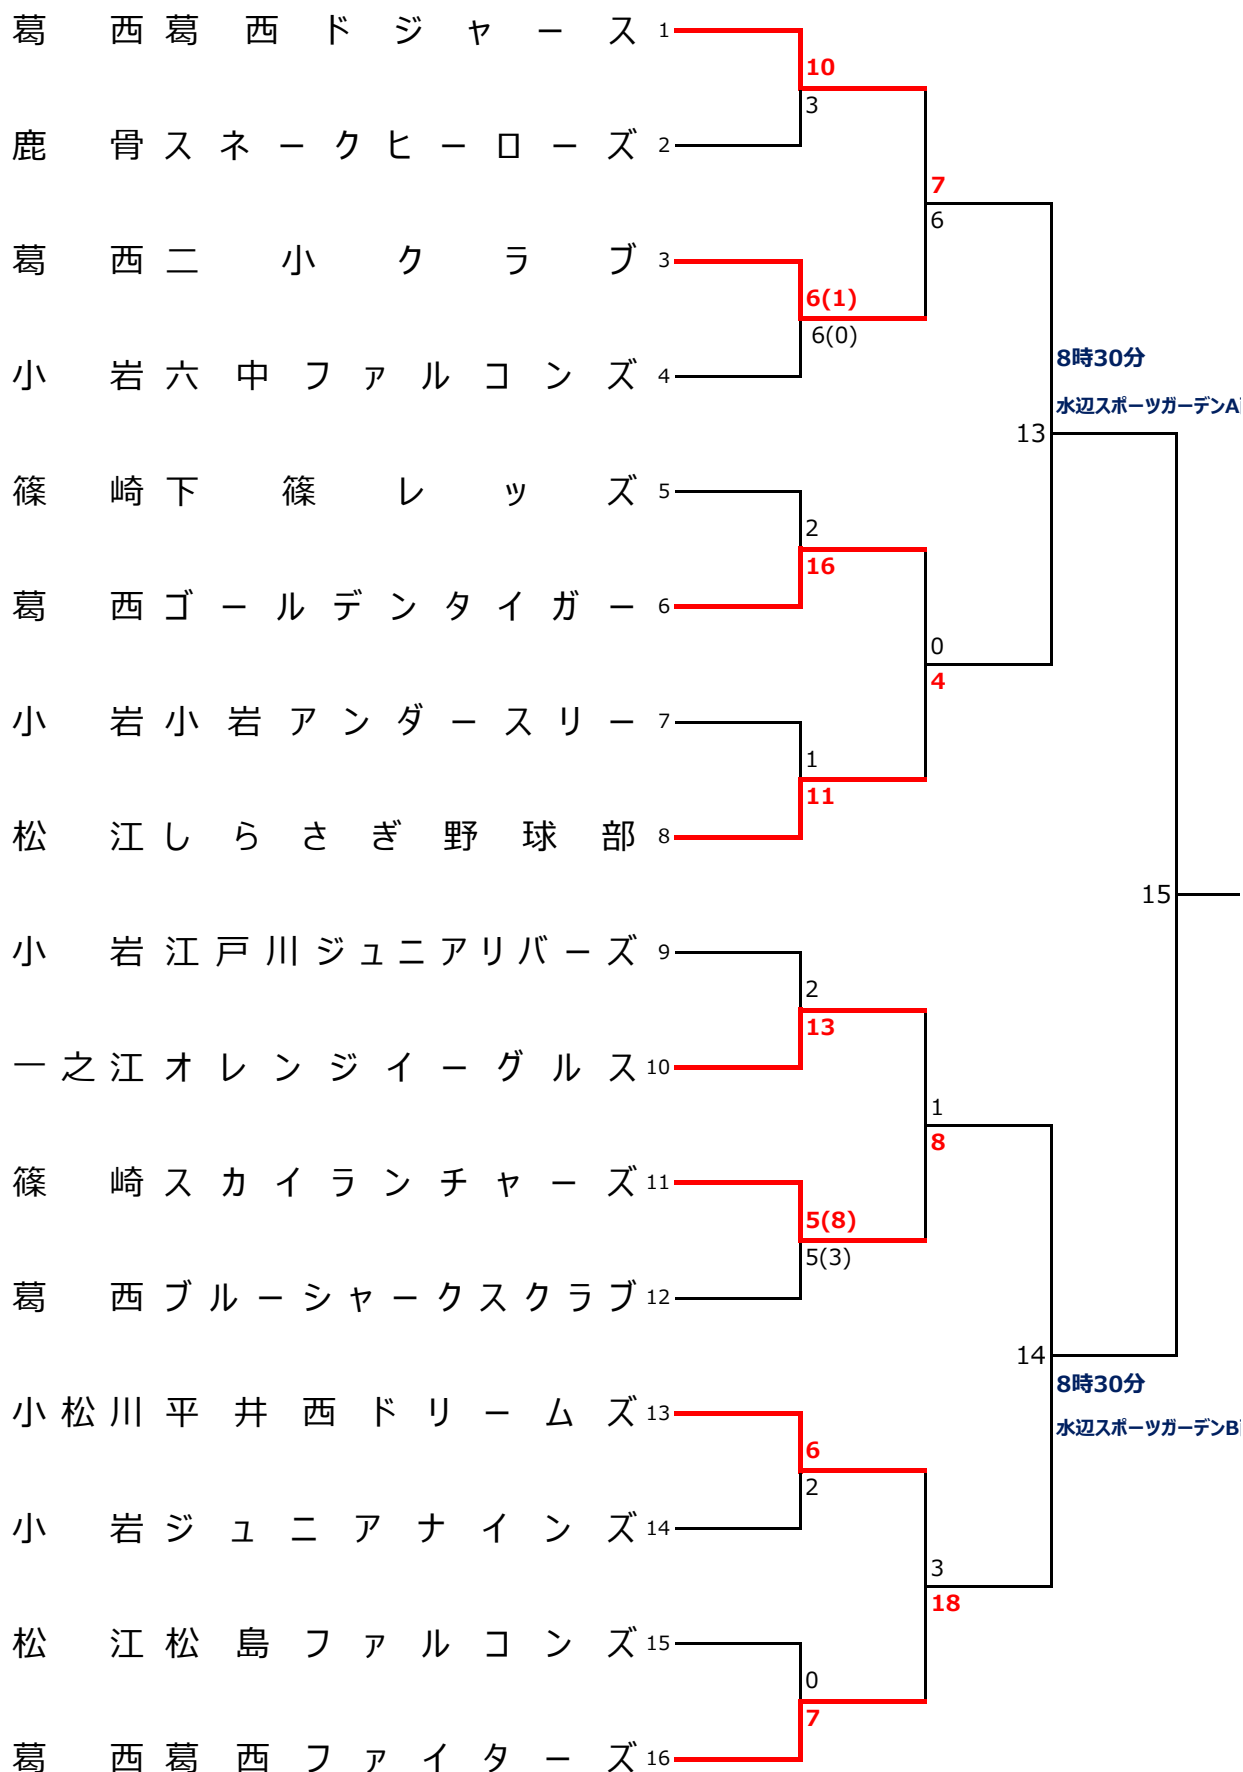 葛西 葛西ドジャース 1
10
3
鹿骨 スネークヒーローズ 2
7
6
葛西 二小クラブ 3
6(1)
6(0)
小岩 六中ファルコンズ 4
8時30分
水辺スポーツガーデンA
13
篠崎 下篠レッズ 5
2
16
葛西 ゴールデンタイガー 6
0
4
小岩 小岩アンダースリー 7
1
11
松江 しらさぎ野球部 8
15
小岩 江戸川ジュニアリバーズ 9
2
13
一之江 オレンジイーグルス 10
1
8
篠崎 スカイランチャーズ 11
5(8)
5(3)
葛西 ブルーシャークスクラブ 12
14
8時30分
水辺スポーツガーデンB
小松川 平井西ドリームズ 13
6
2
小岩 ジュニアナインズ 14
3
18
松江 松島ファルコンズ 15
0
7
葛西 葛西ファイターズ 16